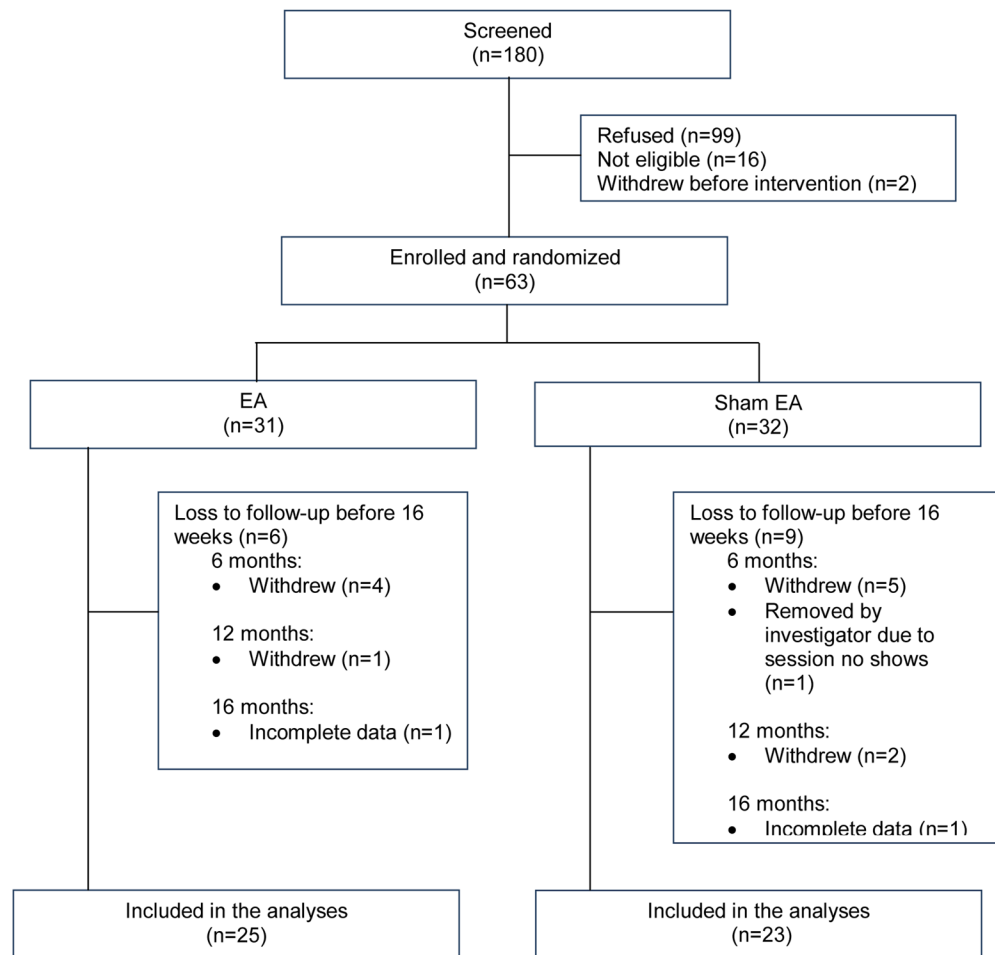 Screened
(n=180)
Refused (n=99)
Not eligible (n=16)
Withdrew before intervention (n=2)
Enrolled and randomized
(n=63)
EA
(n=31)
Sham EA
(n=32)
Loss to follow-up before 16
weeks (n=6)
6 months:
• Withdrew (n=4)
12 months:
• Withdrew (n=1)
16 months:
• Incomplete data (n=1)
Loss to follow-up before 16
weeks (n=9)
6 months:
• Withdrew (n=5)
• Removed by
investigator due to
session no shows
(n=1)
12 months:
• Withdrew (n=2)
16 months:
• Incomplete data (n=1)
Included in the analyses
(n=25)
Included in the analyses
(n=23)